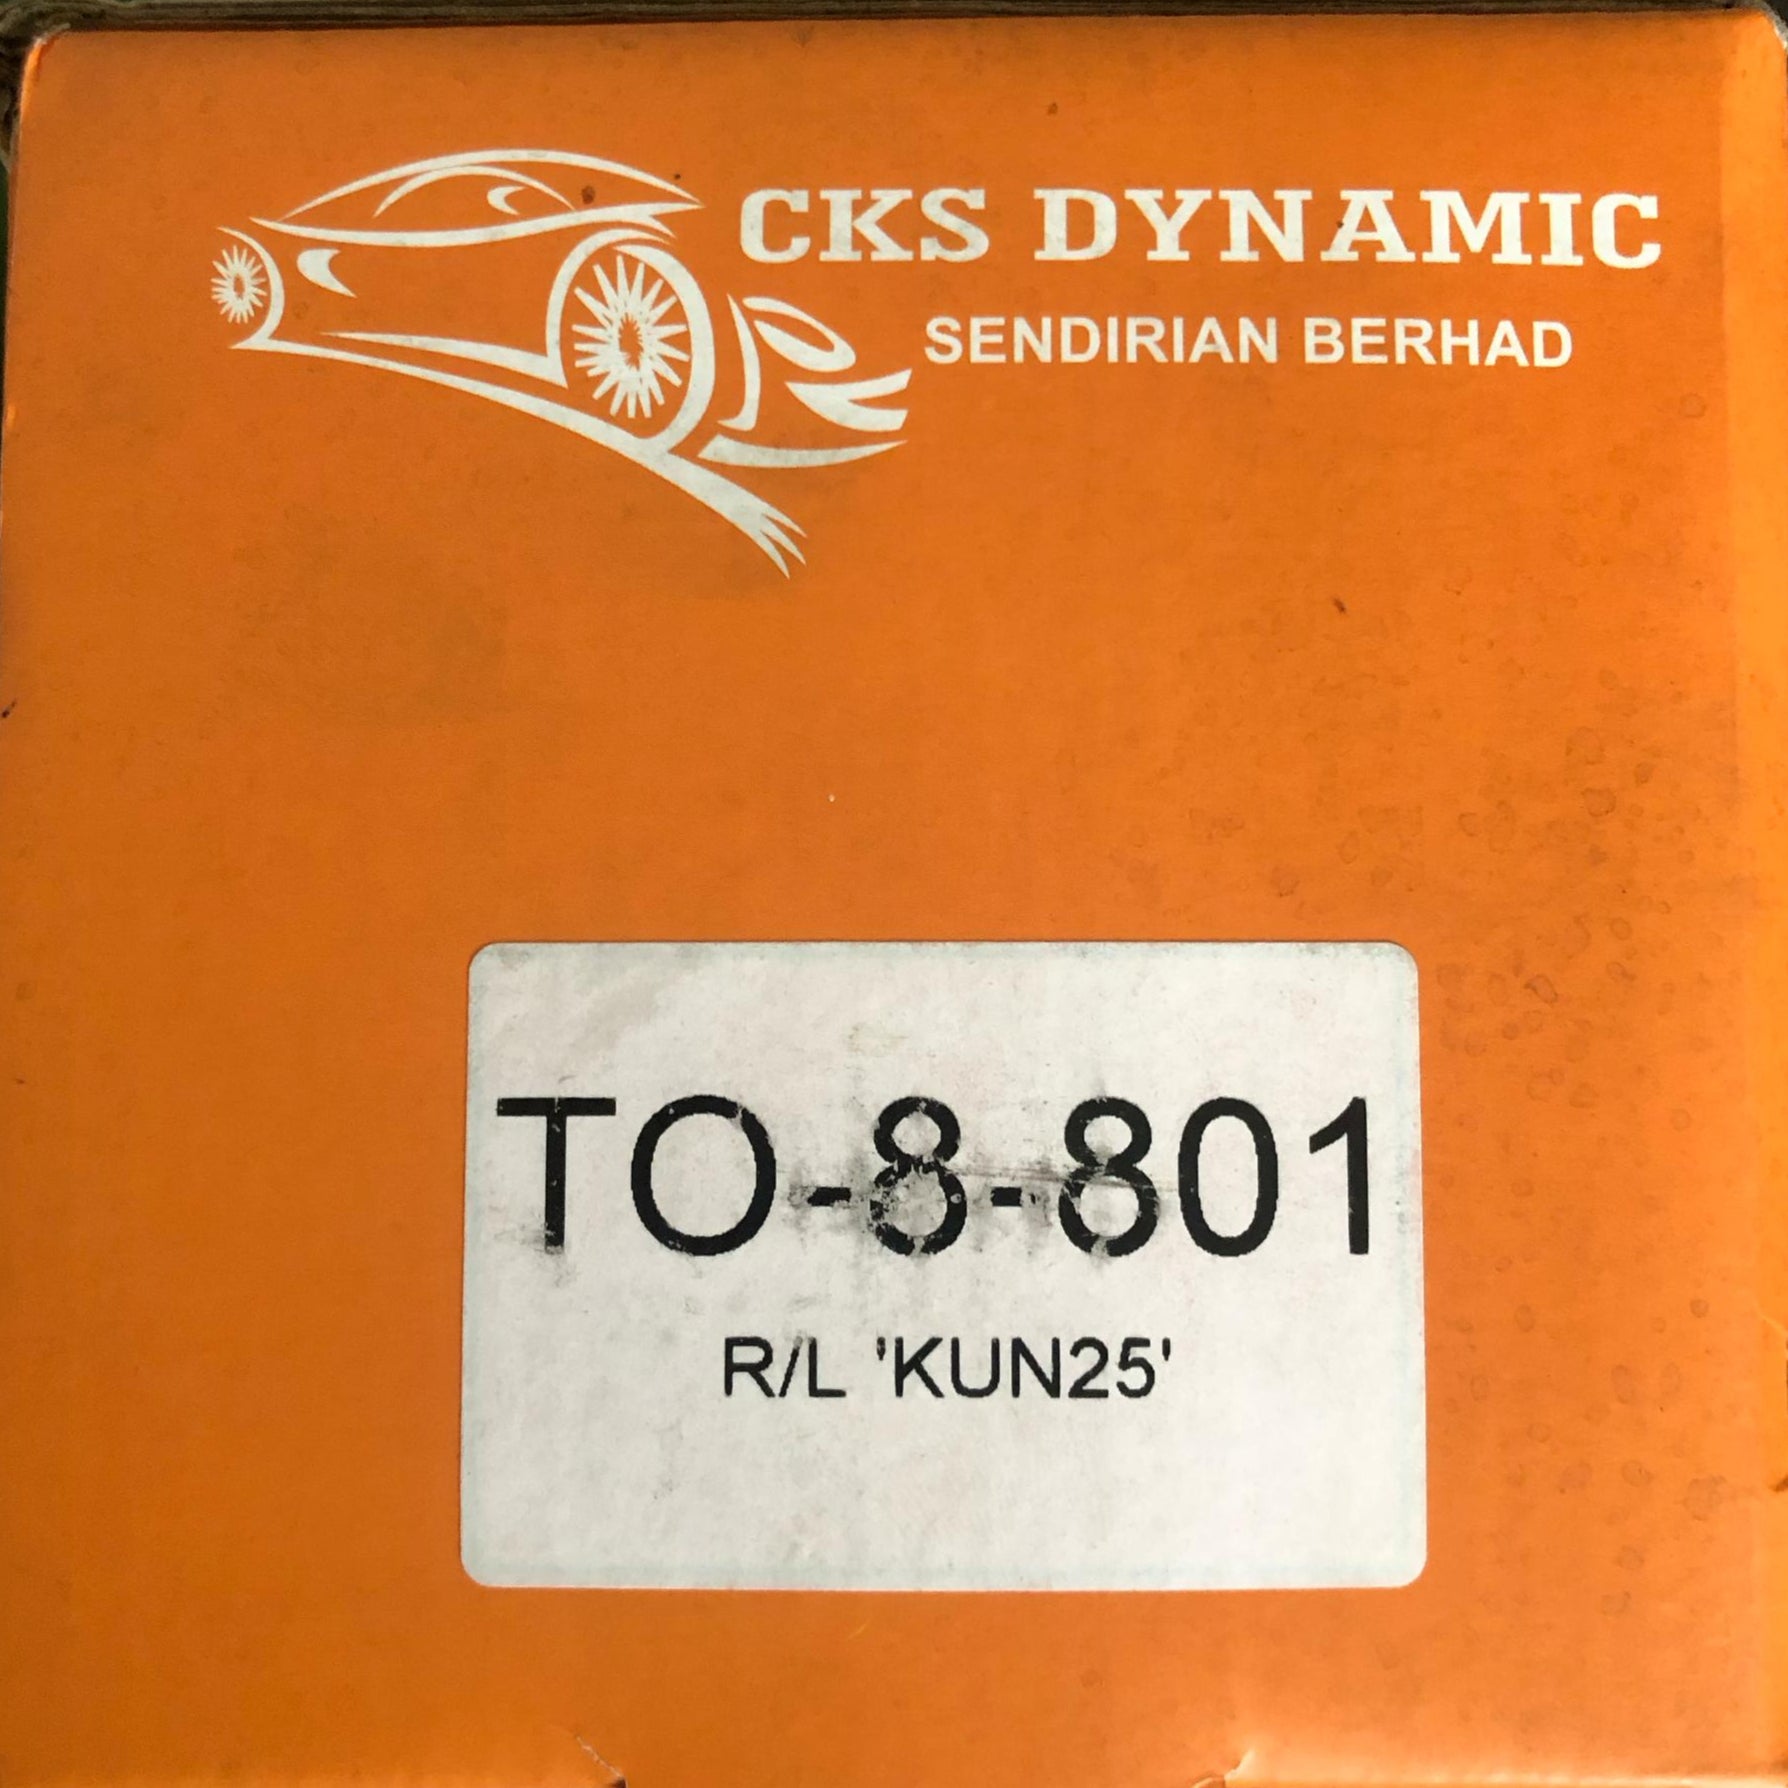 CKS DYNAMIC
SENDIRIAN BERHAD
TO-8-801
R/L 'KUN25'